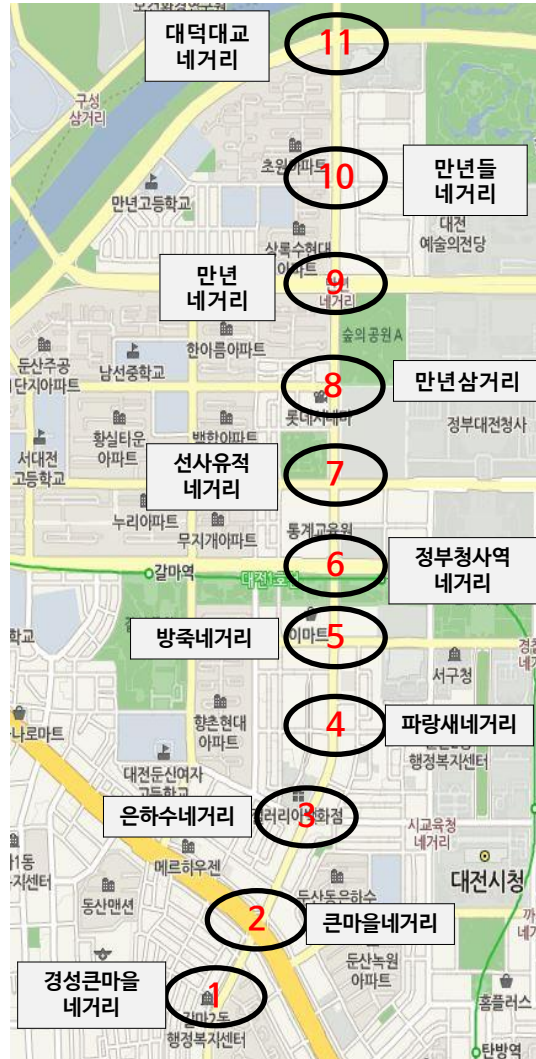 대덕대교
네거리
11
구성
삼거리
초원아파트
10
만년들
네거리
만년고등학교
대전
예술의전당
상록수현대
아파트
만년
네거리
9
만년
네거리
숲의공원A
한아름아파트
둔산주공
단지아파트
남선중학교
8
만년삼거리
롯데시네마
황실타운
아파트
백합아파트
정부대전청사
서대전
고등학교
선사유적
네거리
7
누리아파트
무지개아파트
통계교육원
6
정부청사역
네거리
갈마역
대전1호선
방죽네거리
이마트
5
학교
서구청
4
파랑새네거리
향촌현대
아파트
나로마트
행정복지센터
대전둔신여자
고등학교
은하수네거리
3
갤러리아백화점
시교육청
네거리
메르히우젠
1동
지센터
대전시청
동산맨션
2
둔산동은하수
큰마을네거리
경성큰마을
네거리
1
둔산녹원
아파트
갈마2동
행정복지센터
홈플러스
탄방역